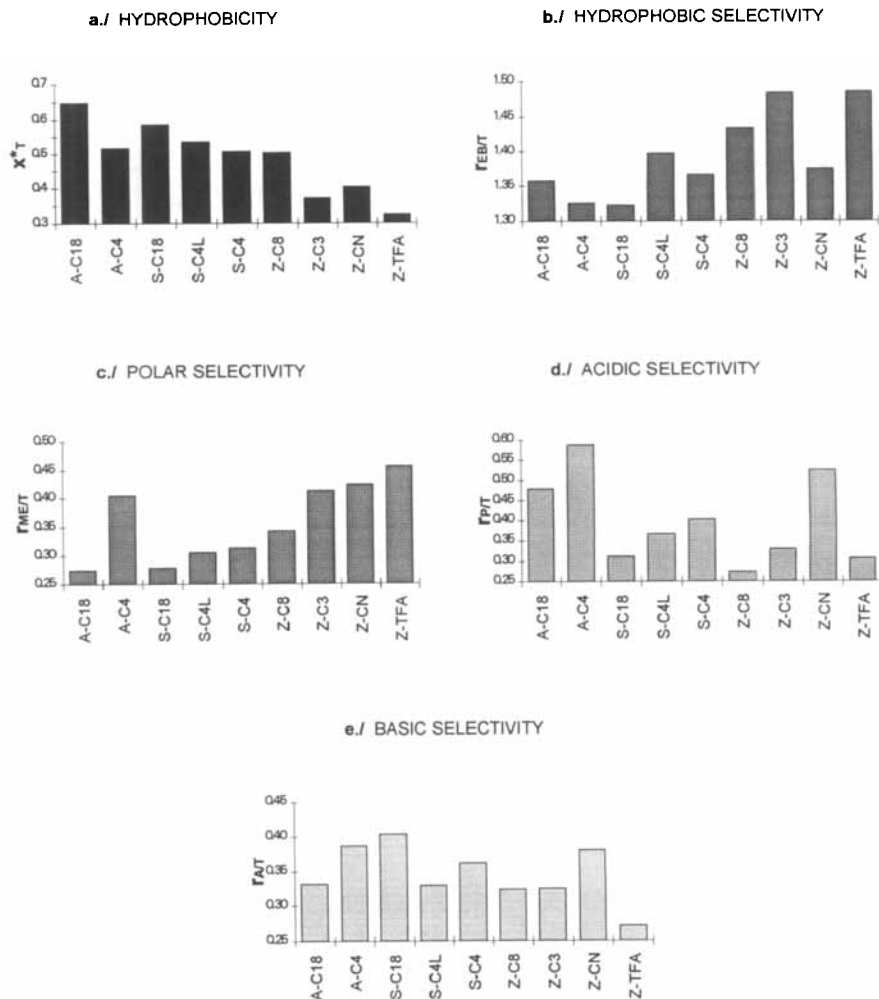 a./ HYDROPHOBICITY
0.7
0.6
0.5
0.4
0.3
X*T
A-C18
A-C4
S-C18
S-C4L
S-C4
Z-C8
Z-C3
Z-CN
Z-TFA
b./ HYDROPHOBIC SELECTIVITY
1.50
1.45
1.40
1.35
1.30
rEB/T
A-C18
A-C4
S-C18
S-C4L
S-C4
Z-C8
Z-C3
Z-CN
Z-TFA
c./ POLAR SELECTIVITY
0.50
0.45
0.40
0.35
0.30
0.25
rME/T
A-C18
A-C4
S-C18
S-C4L
S-C4
Z-C8
Z-C3
Z-CN
Z-TFA
d./ ACIDIC SELECTIVITY
0.60
0.55
0.50
0.45
0.40
0.35
0.30
0.25
rP/T
A-C18
A-C4
S-C18
S-C4L
S-C4
Z-C8
Z-C3
Z-CN
Z-TFA
e./ BASIC SELECTIVITY
0.45
0.40
0.35
0.30
0.25
rA/T
A-C18
A-C4
S-C18
S-C4L
S-C4
Z-C8
Z-C3
Z-CN
Z-TFA